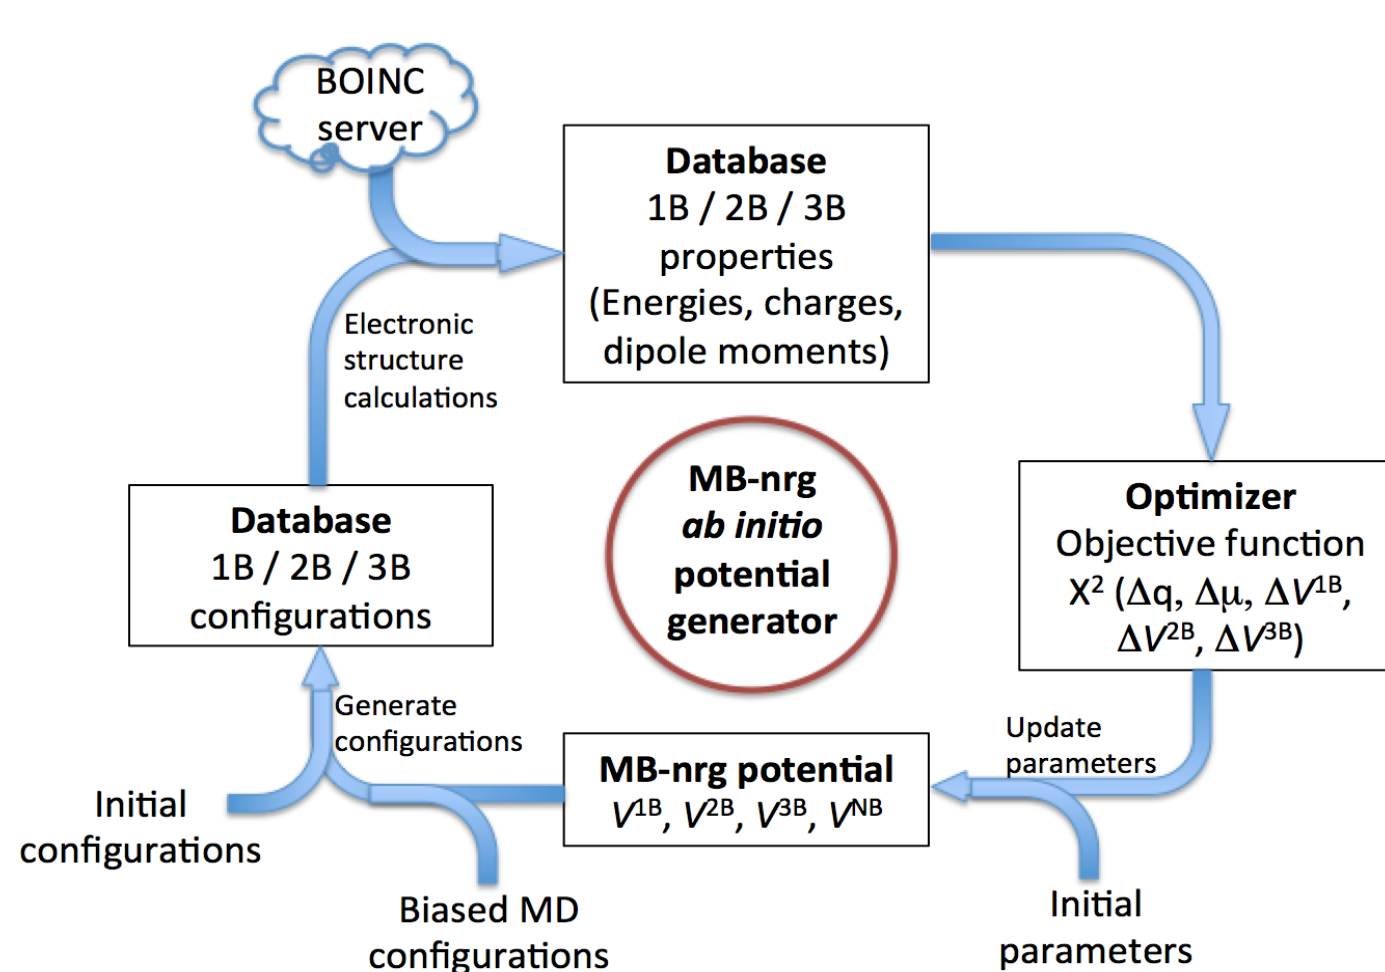 BOINC
server
Database
1B / 2B / 3B
properties
(Energies, charges,
dipole moments)
Electronic
structure
calculations
MB-nrg
ab initio
potential
generator
Database
1B / 2B / 3B
configurations
Optimizer
Objective function
X² (Δq, Δμ, ΔV¹ᴮ,
ΔV²ᴮ, ΔV³ᴮ)
Generate
configurations
Update
parameters
MB-nrg potential
V¹ᴮ, V²ᴮ, V³ᴮ, Vᴺᴮ
Initial
configurations
Biased MD
configurations
Initial
parameters